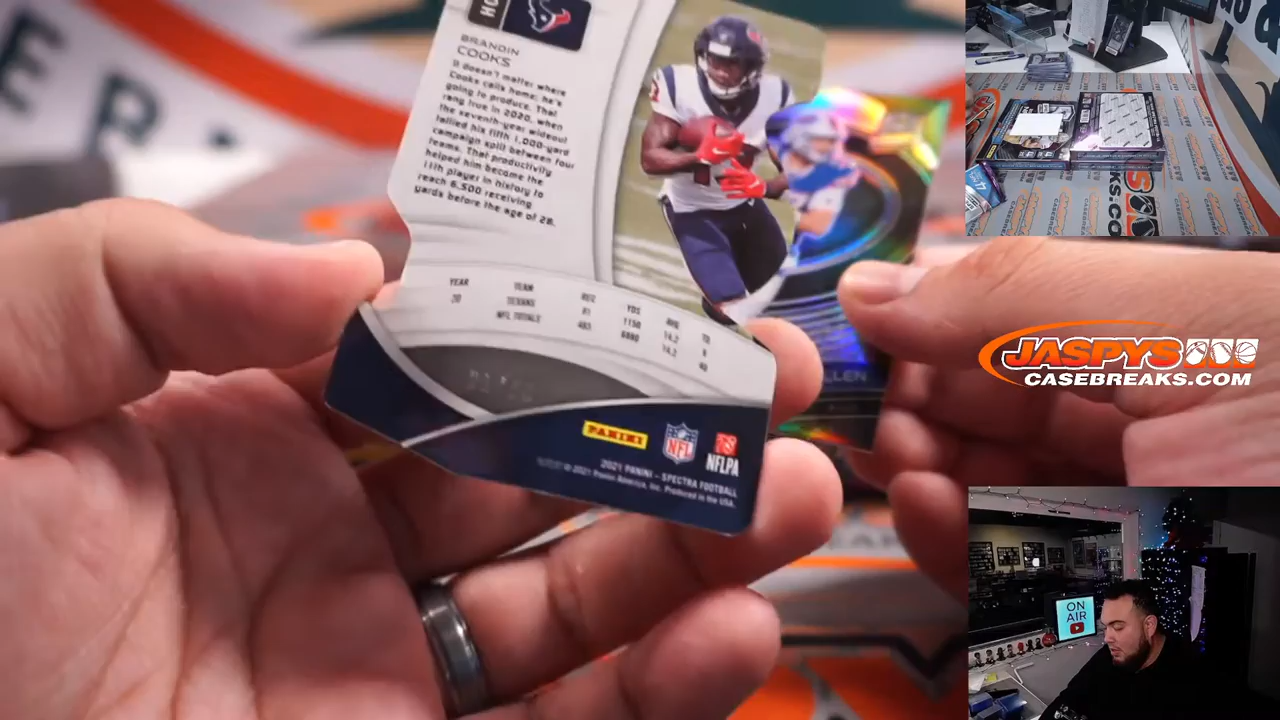 BRANDIN
COOKS
It doesn't matter where
Cooks calls home; he's
going to produce. That
rang true in 2020, when
the seventh-year wideout
tallied his fifth 1,000-yard
campaign split between four
teams. That productivity
helped him become the
11th player in history to
reach 6,500 receiving
yards before the age of 28.
YEAR TEAM REC YDS AVG TD
20 TEXANS 81 1150 14.2 6
NFL TOTALS 483 6880 14.2 40
PANINI
NFL
NFLPA
2021 PANINI - SPECTRA FOOTBALL
© 2021 Panini America, Inc. Produced in the USA.
LLEN
JASPYS
CASEBREAKS.COM
ON
AIR